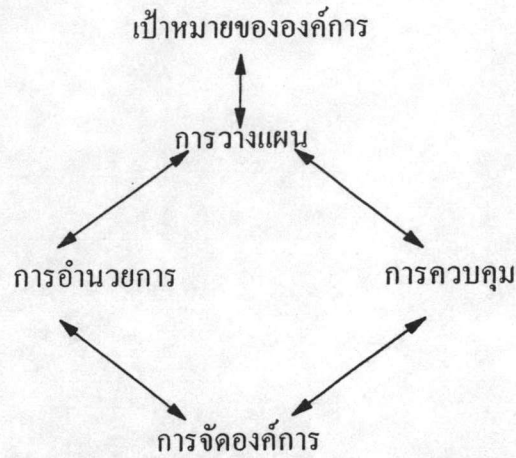 เป้าหมายขององค์การ
การวางแผน
การอำนวยการ
การควบคุม
การจัดองค์การ